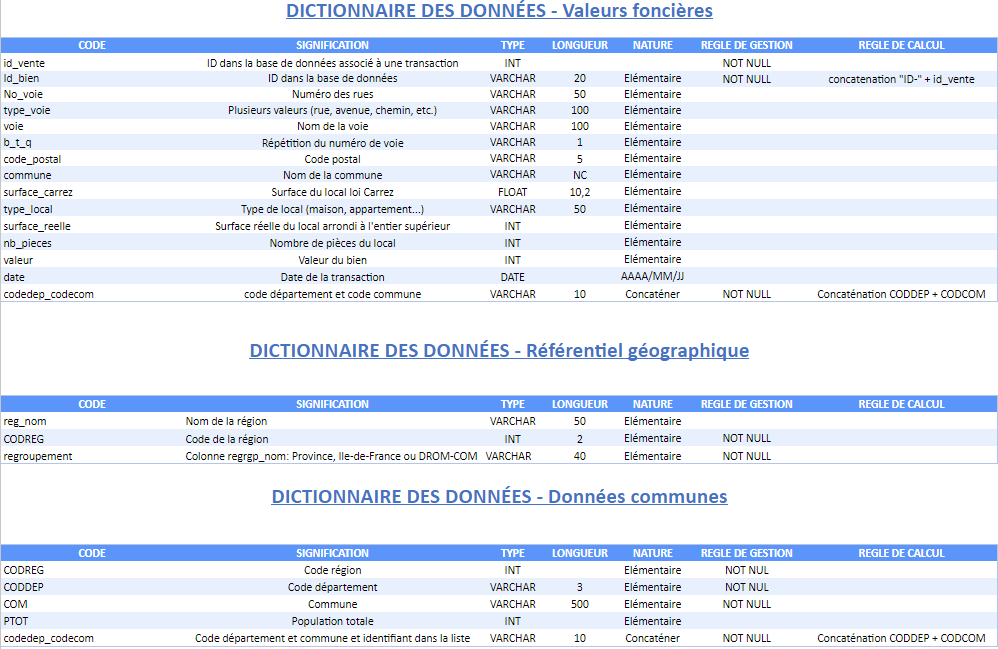 DICTIONNAIRE DES DONNÉES - Valeurs foncières
CODE SIGNIFICATION TYPE LONGUEUR NATURE REGLE DE GESTION REGLE DE CALCUL
id_vente ID dans la base de données associé à une transaction INT NOT NULL
Id_bien ID dans la base de données VARCHAR 20 Elémentaire NOT NULL concatenation "ID-" + id_vente
No_voie Numéro des rues VARCHAR 50 Elémentaire
type_voie Plusieurs valeurs (rue, avenue, chemin, etc.) VARCHAR 100 Elémentaire
voie Nom de la voie VARCHAR 100 Elémentaire
b_t_q Répétition du numéro de voie VARCHAR 1 Elémentaire
code_postal Code postal VARCHAR 5 Elémentaire
commune Nom de la commune VARCHAR NC Elémentaire
surface_carrez Surface du local loi Carrez FLOAT 10,2 Elémentaire
type_local Type de local (maison, appartement...) VARCHAR 50 Elémentaire
surface_reelle Surface réelle du local arrondi à l'entier supérieur INT Elémentaire
nb_pieces Nombre de pièces du local INT Elémentaire
valeur Valeur du bien INT Elémentaire
date Date de la transaction DATE AAAA/MM/JJ
codedep_codecom code département et code commune VARCHAR 10 Concaténer NOT NULL Concaténation CODDEP + CODCOM
DICTIONNAIRE DES DONNÉES - Référentiel géographique
CODE SIGNIFICATION TYPE LONGUEUR NATURE REGLE DE GESTION REGLE DE CALCUL
reg_nom Nom de la région VARCHAR 50 Elémentaire
CODREG Code de la région INT 2 Elémentaire NOT NULL
regroupement Colonne regrgp_nom: Province, Ile-de-France ou DROM-COM VARCHAR 40 Elémentaire NOT NULL
DICTIONNAIRE DES DONNÉES - Données communes
CODE SIGNIFICATION TYPE LONGUEUR NATURE REGLE DE GESTION REGLE DE CALCUL
CODREG Code région INT Elémentaire NOT NUL
CODDEP Code département VARCHAR 3 Elémentaire NOT NUL
COM Commune VARCHAR 500 Elémentaire NOT NULL
PTOT Population totale INT Elémentaire
codedep_codecom Code département et commune et identifiant dans la liste VARCHAR 10 Concaténer NOT NULL Concaténation CODDEP + CODCOM